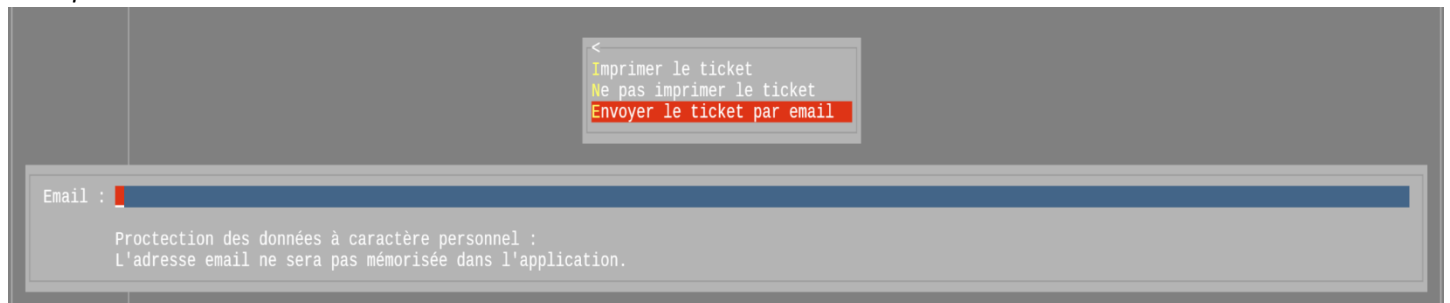 <
Imprimer le ticket
Ne pas imprimer le ticket
Envoyer le ticket par email
Email :
Proctection des données à caractère personnel :
L'adresse email ne sera pas mémorisée dans l'application.